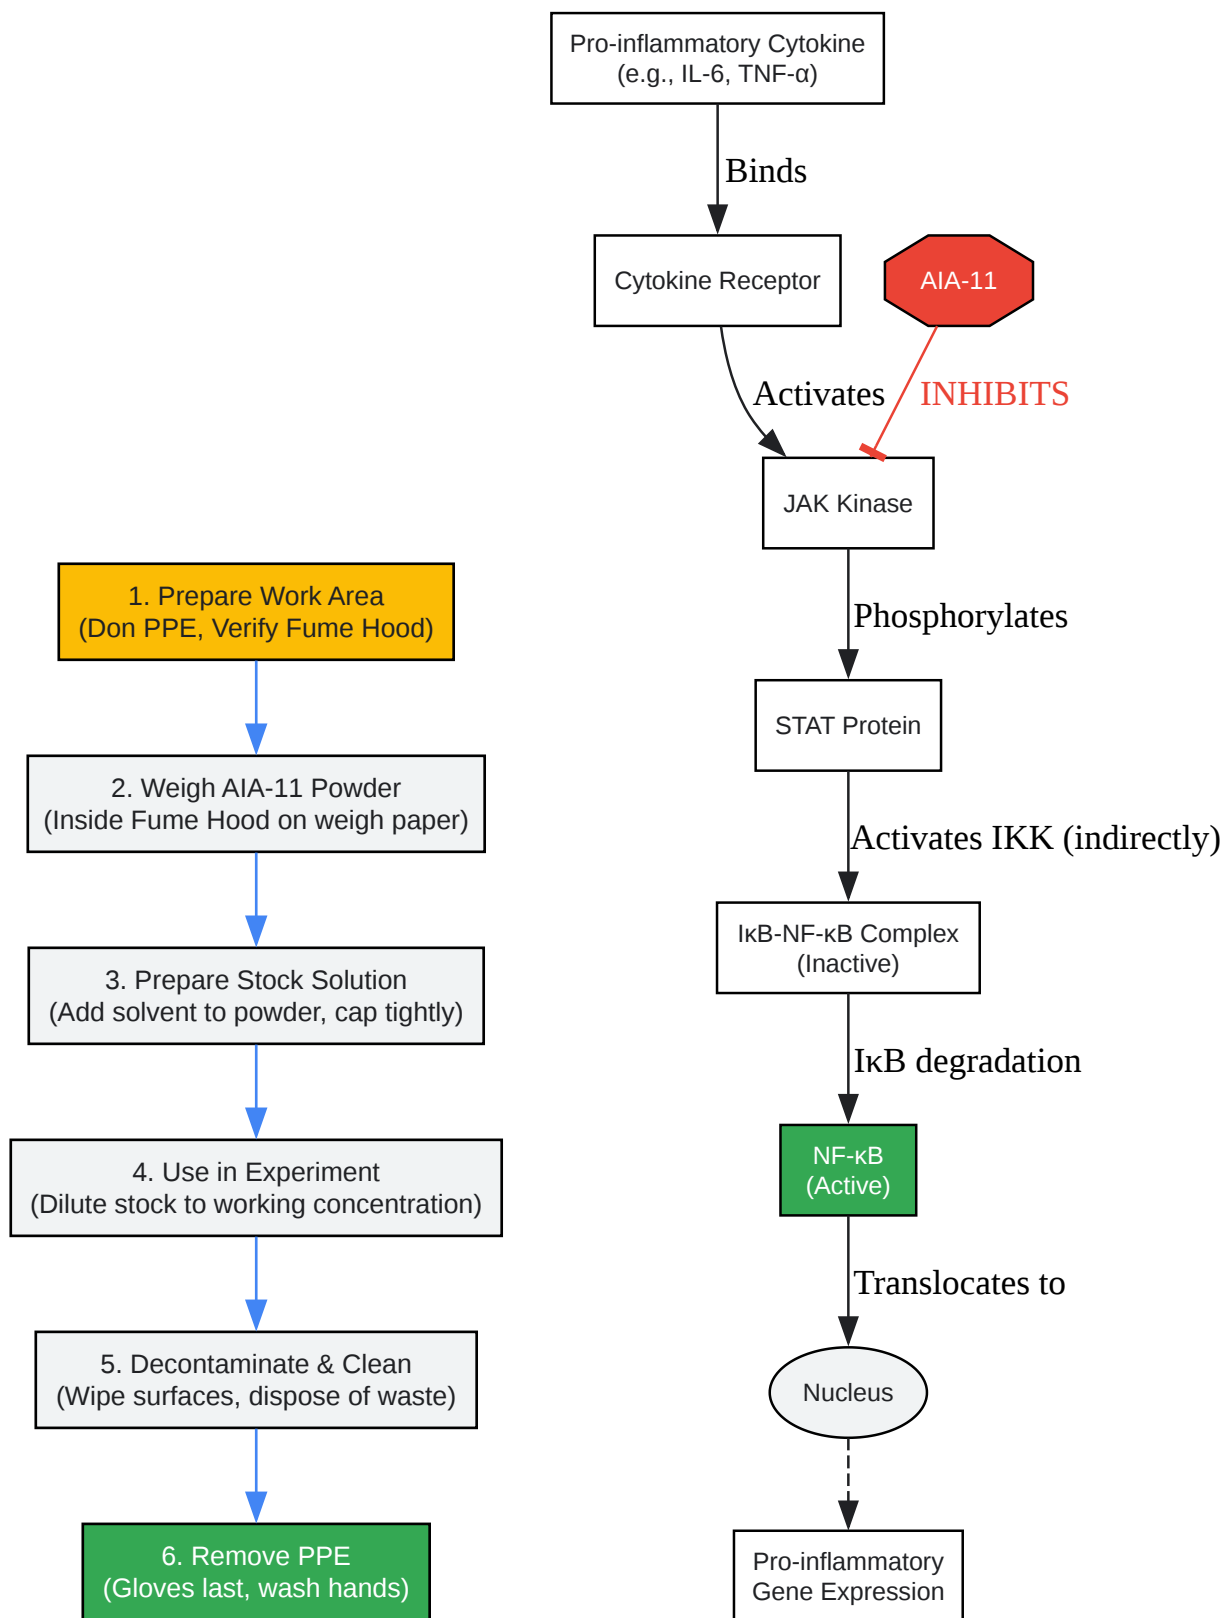 Pro-inflammatory Cytokine
(e.g., IL-6, TNF-α)
Binds
Cytokine Receptor
AIA-11
Activates
INHIBITS
JAK Kinase
Phosphorylates
STAT Protein
Activates IKK (indirectly)
IκB-NF-κB Complex
(Inactive)
IκB degradation
NF-κB
(Active)
Translocates to
Nucleus
Pro-inflammatory
Gene Expression
1. Prepare Work Area
(Don PPE, Verify Fume Hood)
2. Weigh AIA-11 Powder
(Inside Fume Hood on weigh paper)
3. Prepare Stock Solution
(Add solvent to powder, cap tightly)
4. Use in Experiment
(Dilute stock to working concentration)
5. Decontaminate & Clean
(Wipe surfaces, dispose of waste)
6. Remove PPE
(Gloves last, wash hands)